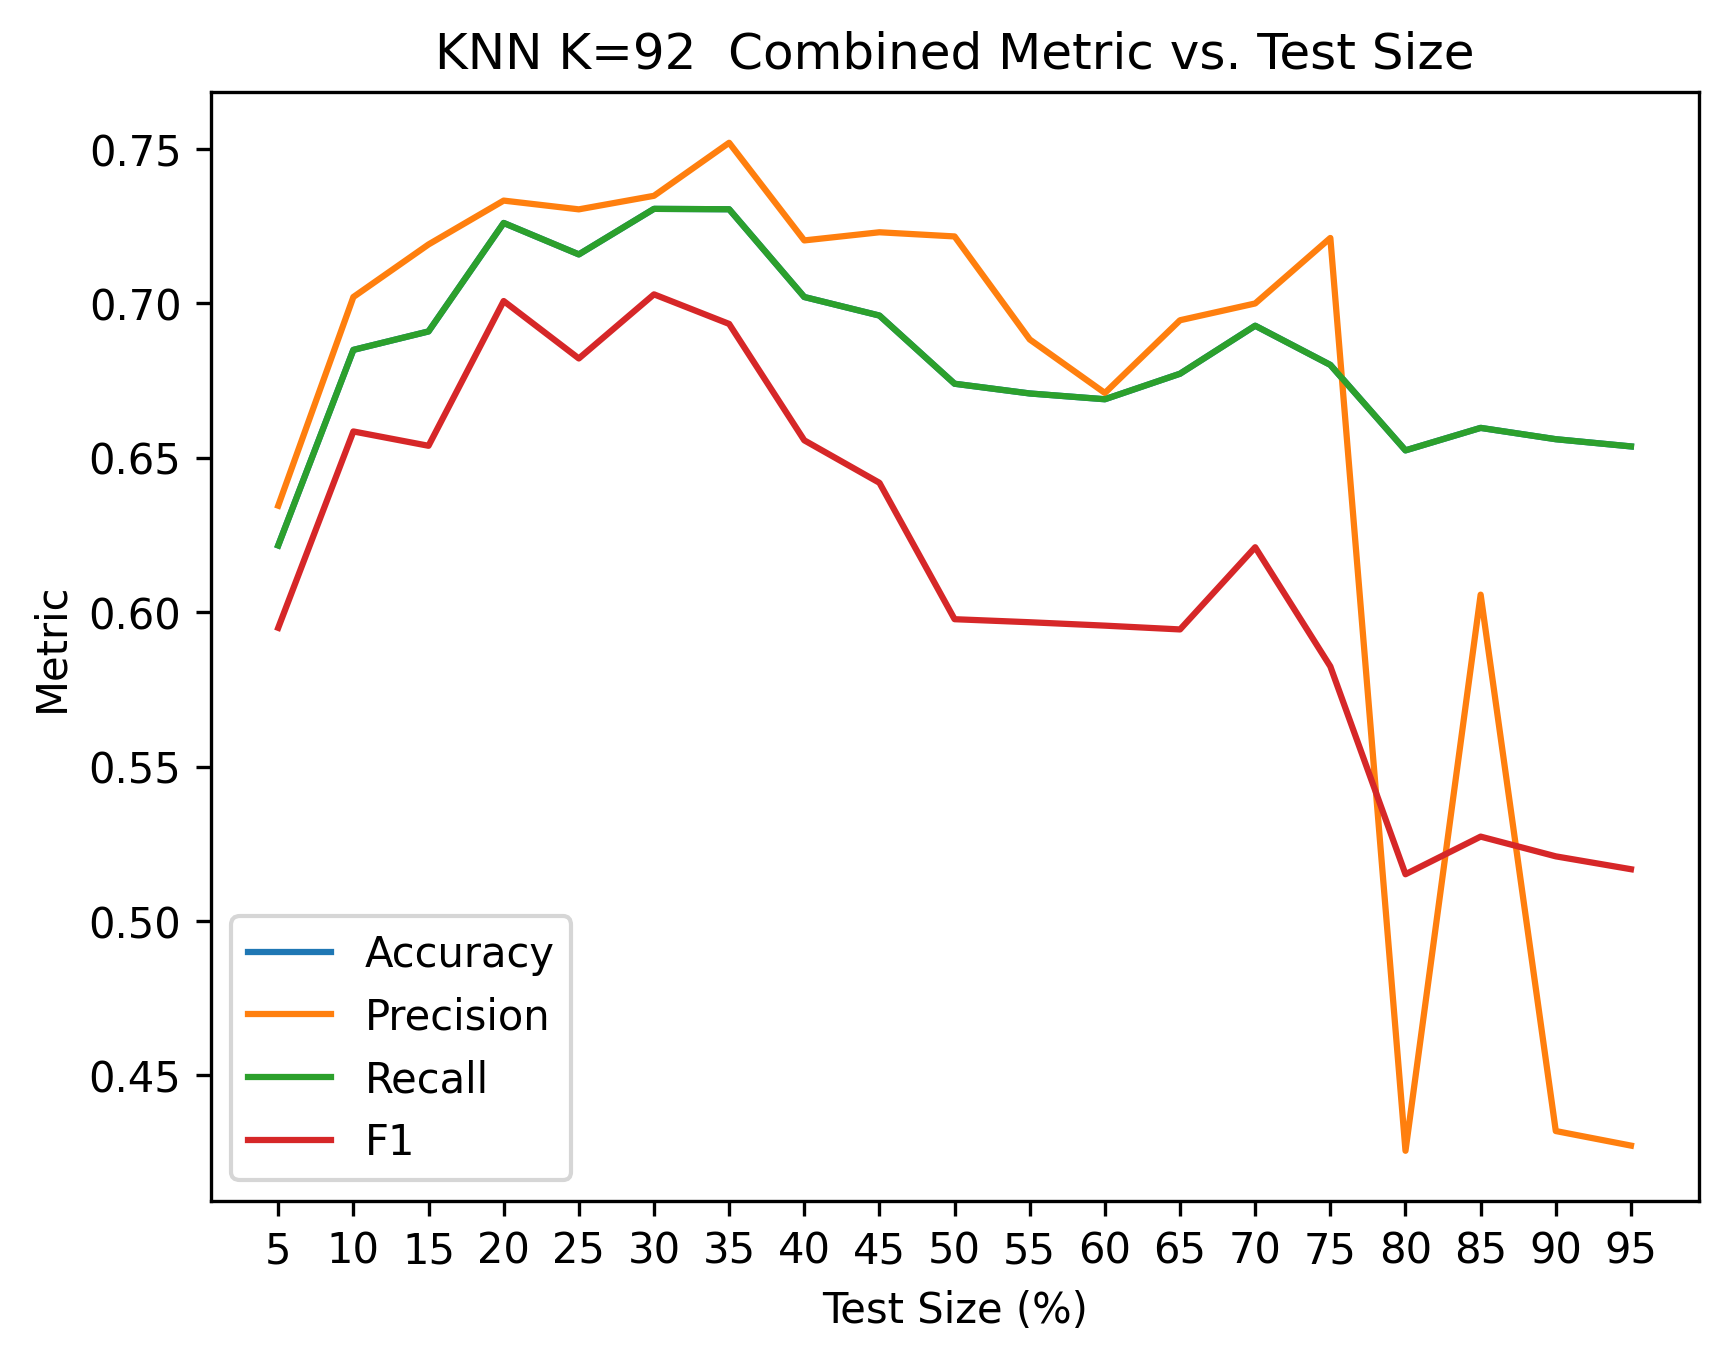 KNN K=92  Combined Metric vs. Test Size
0.75
0.70
0.65
0.60
0.55
0.50
0.45
Metric
Accuracy
Precision
Recall
F1
5 10 15 20 25 30 35 40 45 50 55 60 65 70 75 80 85 90 95
Test Size (%)